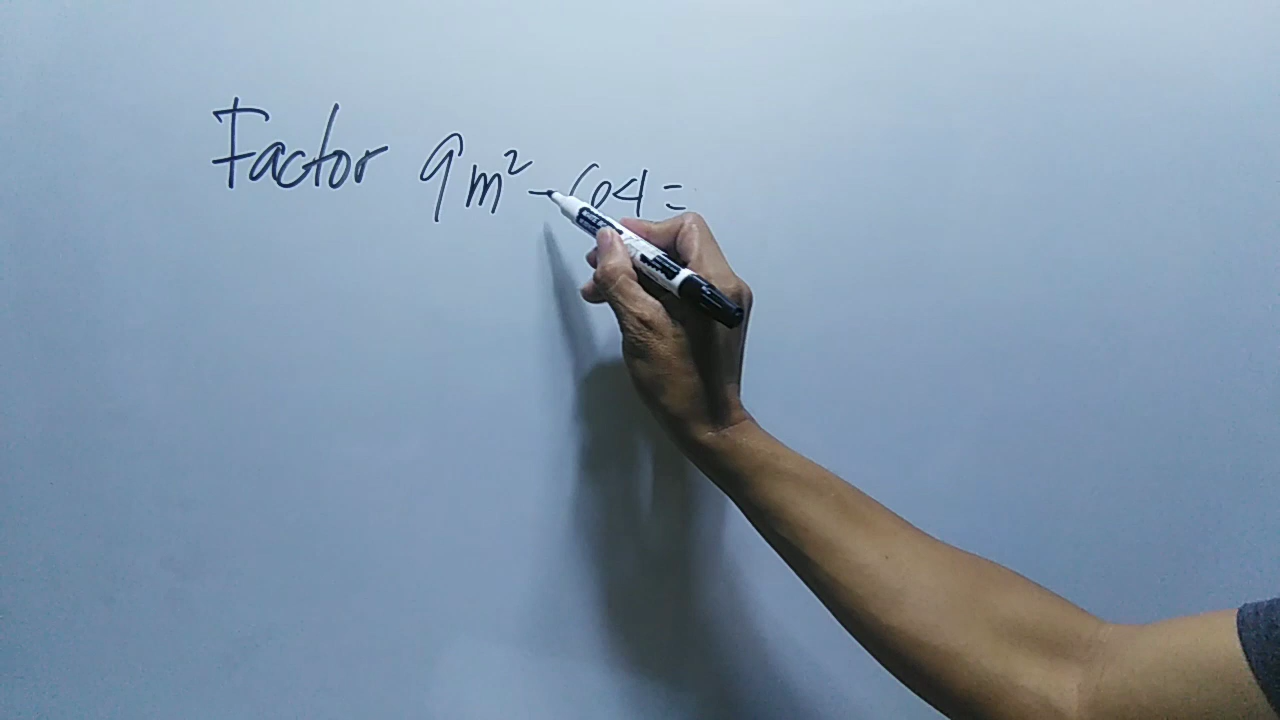 Factor 9m² - 64 =